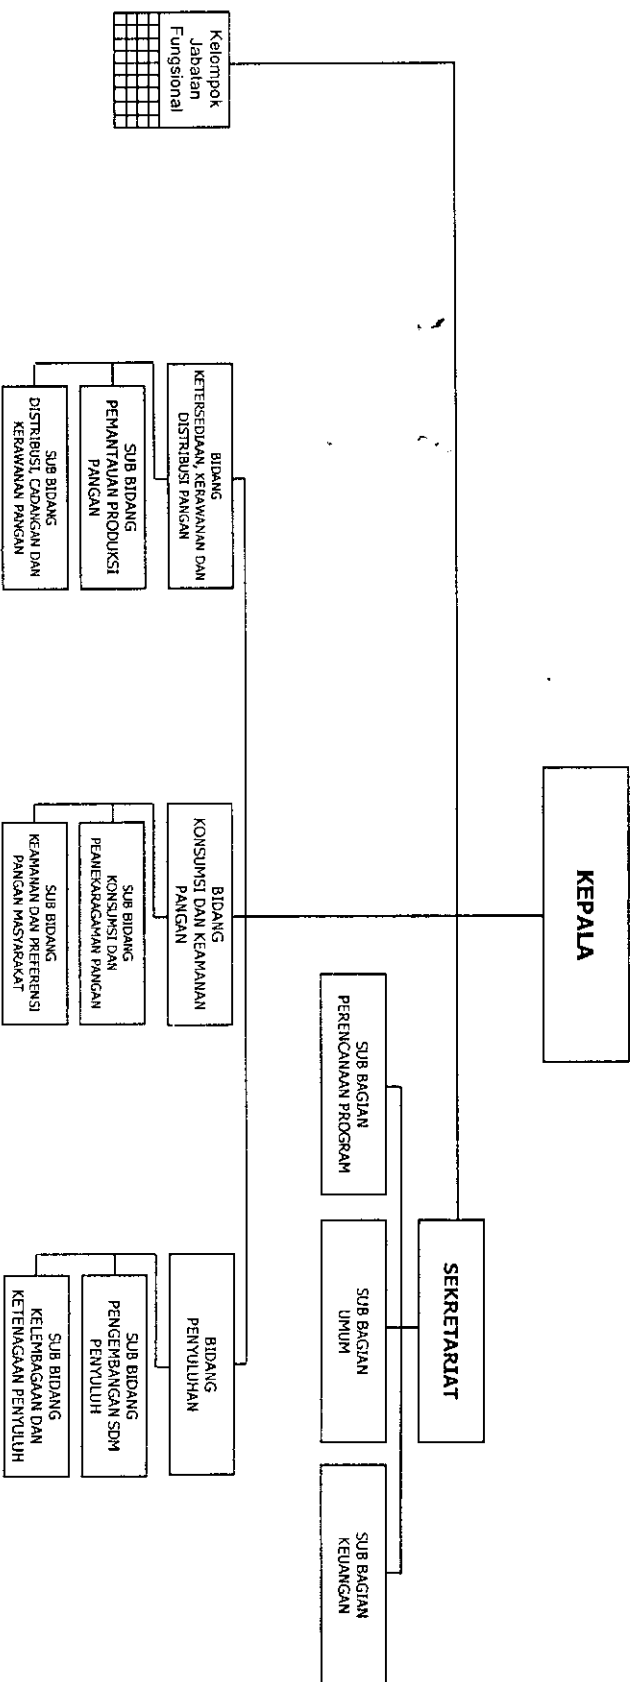 KEPALA
SEKRETARIAT
SUB BAGIAN
PERENCANAAN PROGRAM
SUB BAGIAN
UMUM
SUB BAGIAN
KEUANGAN
Kelompok
Jabatan
Fungsional
BIDANG
KETERSEDIAAN, KERAWANAN DAN
DISTRIBUSI PANGAN
SUB BIDANG
PEMANTAUAN PRODUKSI
PANGAN
SUB BIDANG
DISTRIBUSI, CADANGAN DAN
KERAWANAN PANGAN
BIDANG
KONSUMSI DAN KEAMANAN
PANGAN
SUB BIDANG
KONSUMSI DAN
PEANEKARAGAMAN PANGAN
SUB BIDANG
KEAMANAN DAN PREFERENSI
PANGAN MASYARAKAT
BIDANG
PENYULUHAN
SUB BIDANG
PENGEMBANGAN SDM
PENYULUH
SUB BIDANG
KELEMBAGAAN DAN
KETENAGAAN PENYULUH